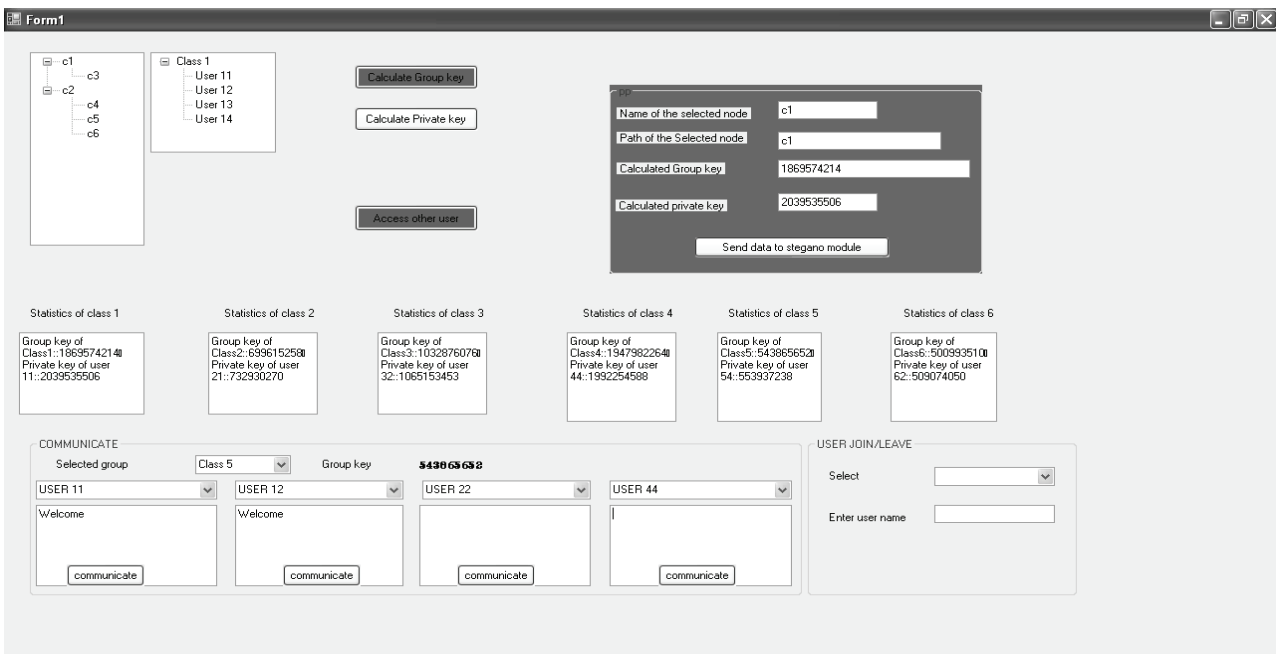 Form1
c1
c3
c2
c4
c5
c6
Class 1
User 11
User 12
User 13
User 14
Calculate Group key
Calculate Private key
Access other user
pp
Name of the selected node
c1
Path of the Selected node
c1
Calculated Group key
1869574214
Calculated private key
2039535506
Send data to stegano module
Statistics of class 1
Group key of
Class1::1869574214
Private key of user
11::2039535506
Statistics of class 2
Group key of
Class2::699615258
Private key of user
21::732930270
Statistics of class 3
Group key of
Class3::1032876076
Private key of user
32::1065153453
Statistics of class 4
Group key of
Class4::1947982264
Private key of user
44::1992254588
Statistics of class 5
Group key of
Class5::543865652
Private key of user
54::553937238
Statistics of class 6
Group key of
Class6::500993510
Private key of user
62::509074050
COMMUNICATE
Selected group
Class 5
Group key
543865652
USER 11
USER 12
USER 22
USER 44
Welcome
Welcome
communicate
communicate
communicate
communicate
USER JOIN/LEAVE
Select
Enter user name